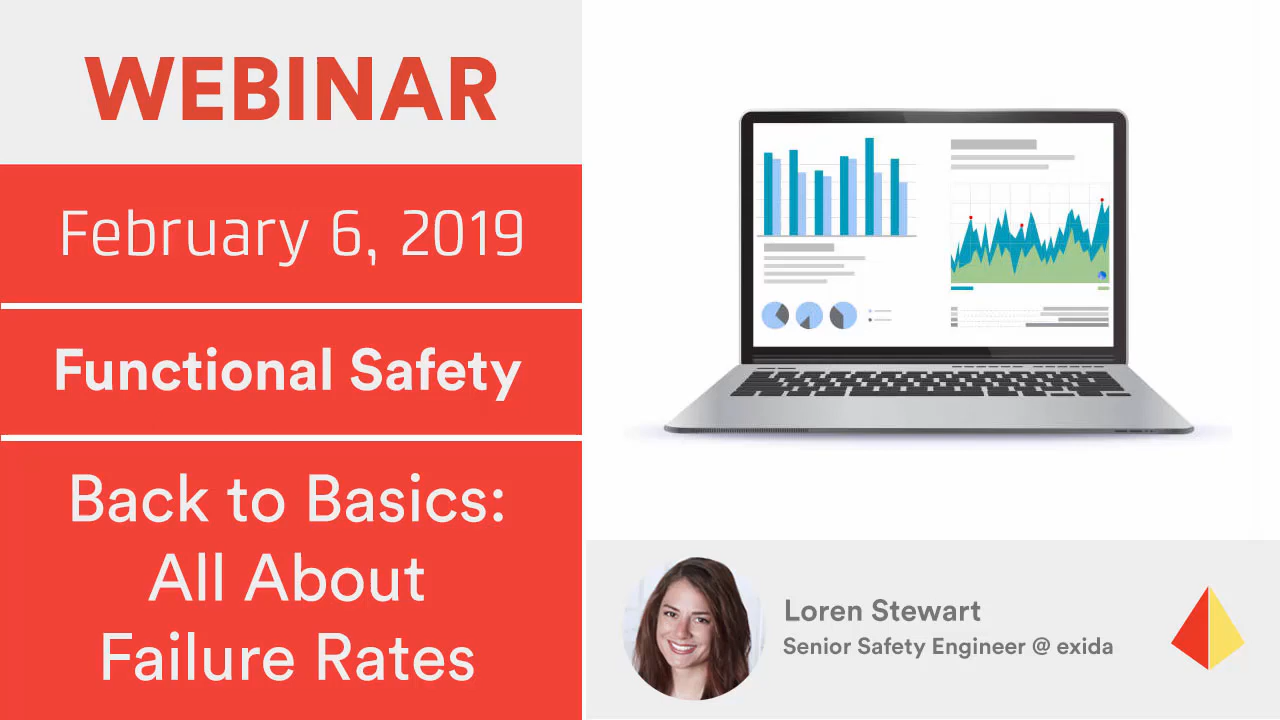 WEBINAR
February 6, 2019
Functional Safety
Back to Basics:
All About
Failure Rates
Loren Stewart
Senior Safety Engineer @ exida